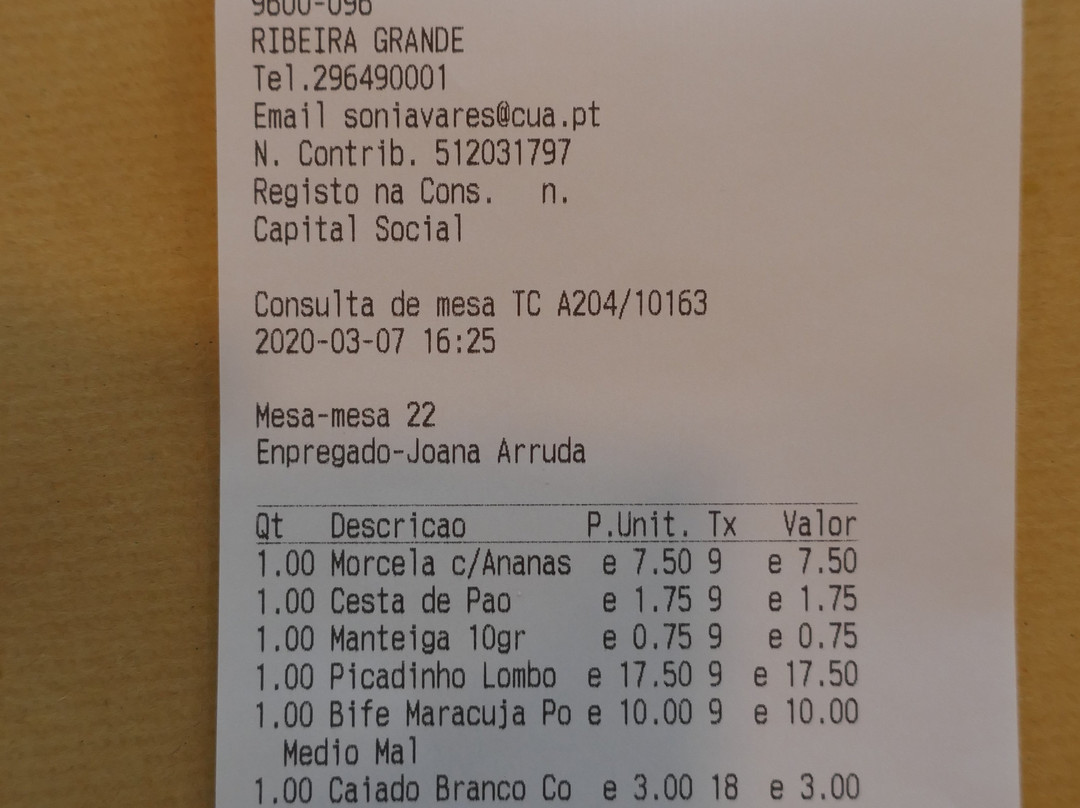 9600-096
RIBEIRA GRANDE
Tel.296490001
Email soniavares@cua.pt
N. Contrib. 512031797
Registo na Cons.   n.
Capital Social
Consulta de mesa TC A204/10163
2020-03-07 16:25
Mesa-mesa 22
Enpregado-Joana Arruda
Qt Descricao P.Unit. Tx Valor
1.00 Morcela c/Ananas e 7.50 9 e 7.50
1.00 Cesta de Pao e 1.75 9 e 1.75
1.00 Manteiga 10gr e 0.75 9 e 0.75
1.00 Picadinho Lombo e 17.50 9 e 17.50
1.00 Bife Maracuja Po e 10.00 9 e 10.00
Medio Mal
1.00 Caiado Branco Co e 3.00 18 e 3.00